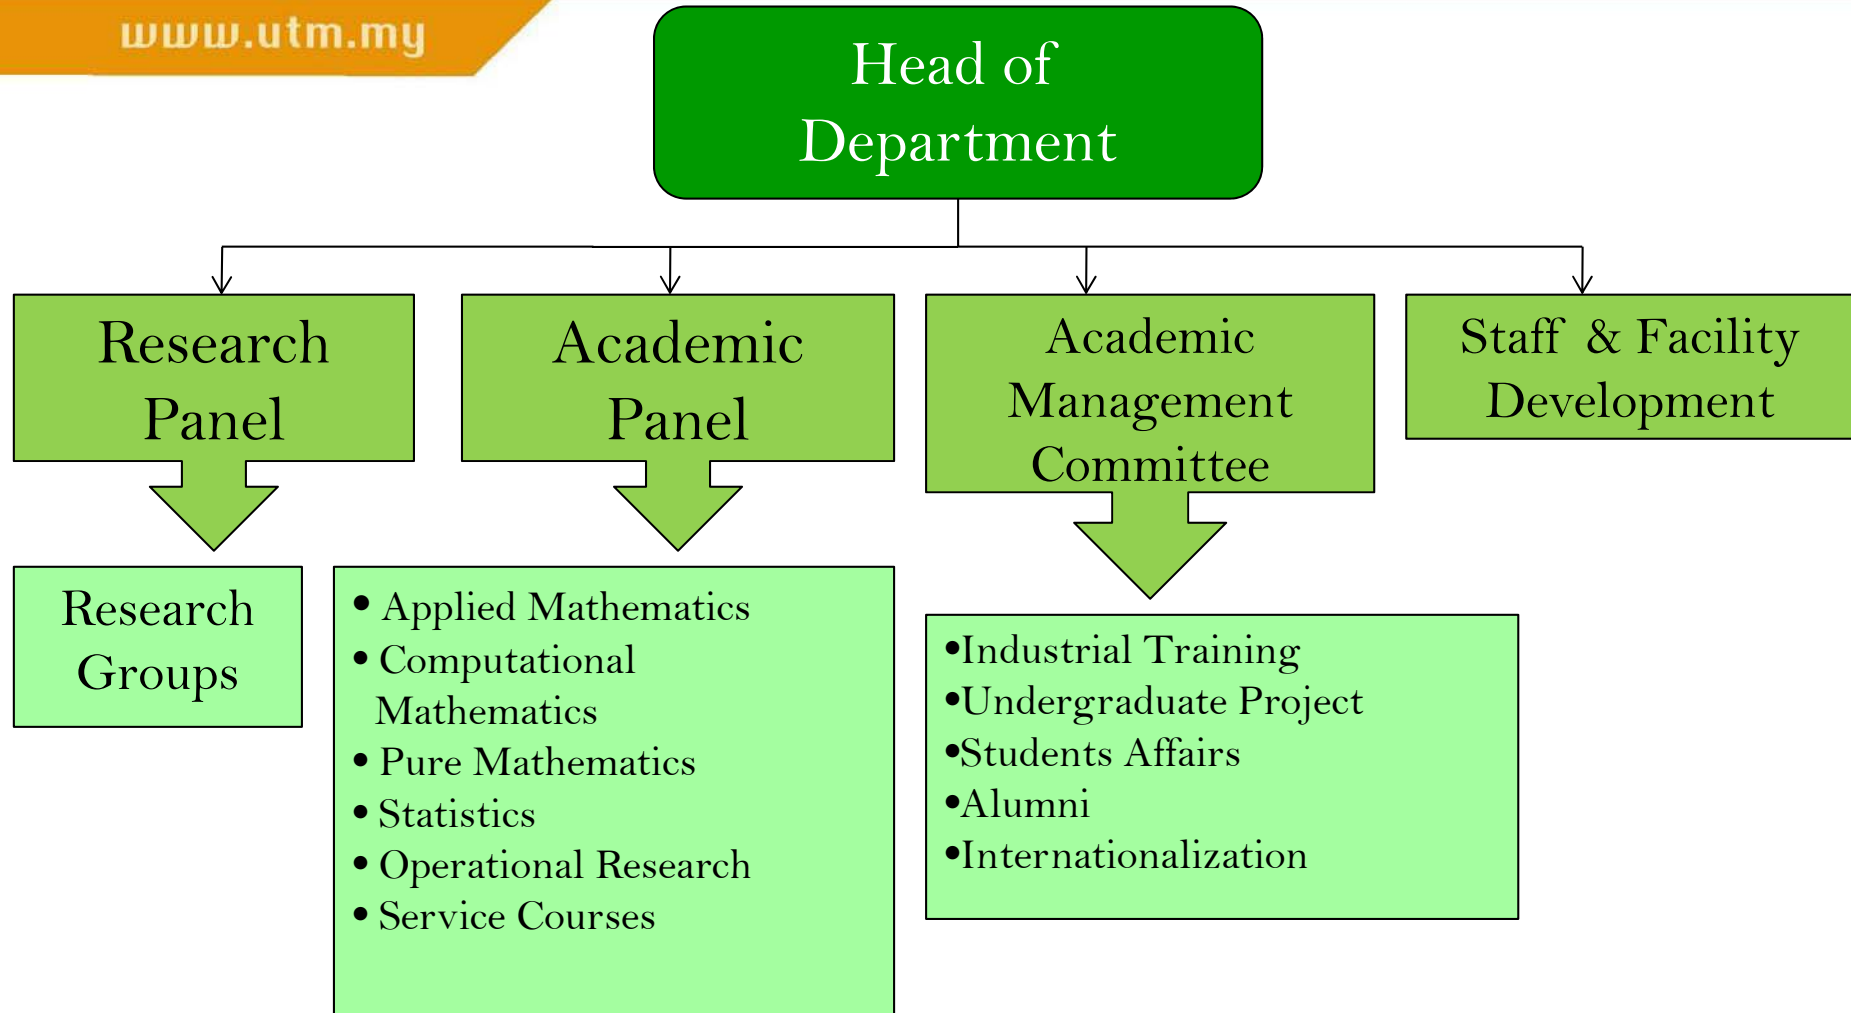 www.utm.my
Head of
Department
Research
Panel
Academic
Panel
Academic
Management
Committee
Staff & Facility
Development
Research
Groups
• Applied Mathematics
• Computational
Mathematics
• Pure Mathematics
• Statistics
• Operational Research
• Service Courses
•Industrial Training
•Undergraduate Project
•Students Affairs
•Alumni
•Internationalization